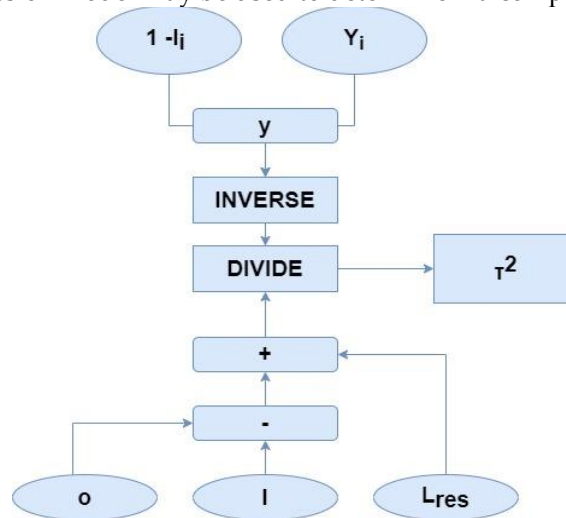 1 -Iᵢ
Yᵢ
y
INVERSE
DIVIDE
τ²
+
-
o
I
Lres